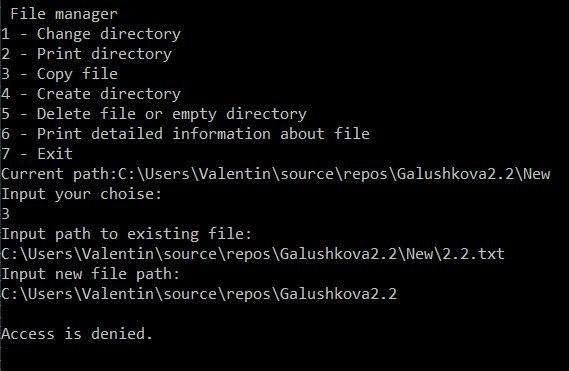 File manager
1 - Change directory
2 - Print directory
3 - Copy file
4 - Create directory
5 - Delete file or empty directory
6 - Print detailed information about file
7 - Exit
Current path:C:\Users\Valentin\source\repos\Galushkova2.2\New
Input your choise:
3
Input path to existing file:
C:\Users\Valentin\source\repos\Galushkova2.2\New\2.2.txt
Input new file path:
C:\Users\Valentin\source\repos\Galushkova2.2
Access is denied.